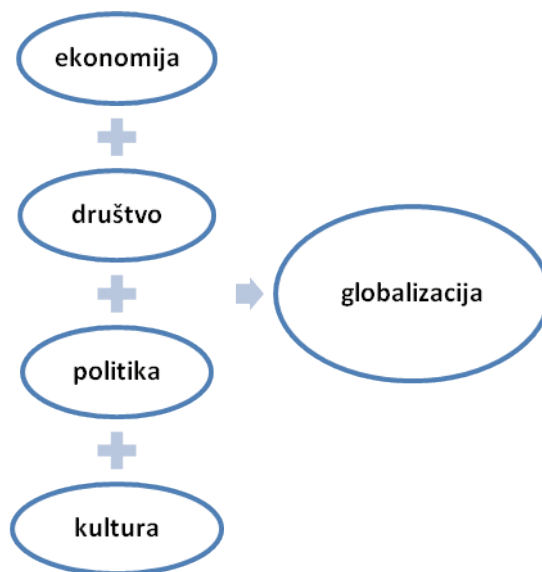 ekonomija
društvo
politika
kultura
globalizacija